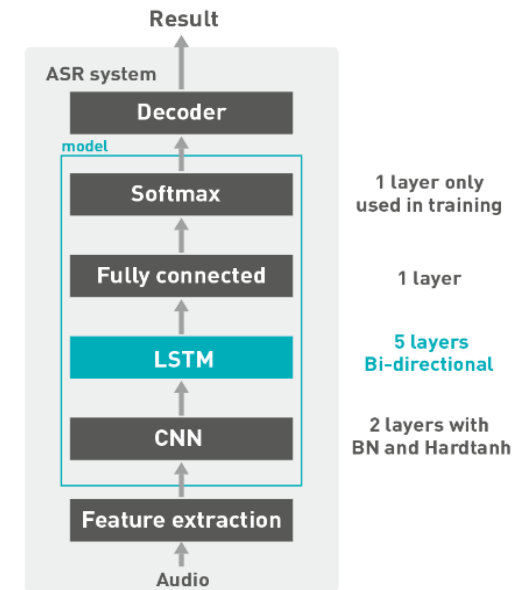 Result
ASR system
Decoder
model
Softmax
1 layer only
used in training
Fully connected
1 layer
LSTM
5 layers
Bi-directional
CNN
2 layers with
BN and Hardtanh
Feature extraction
Audio